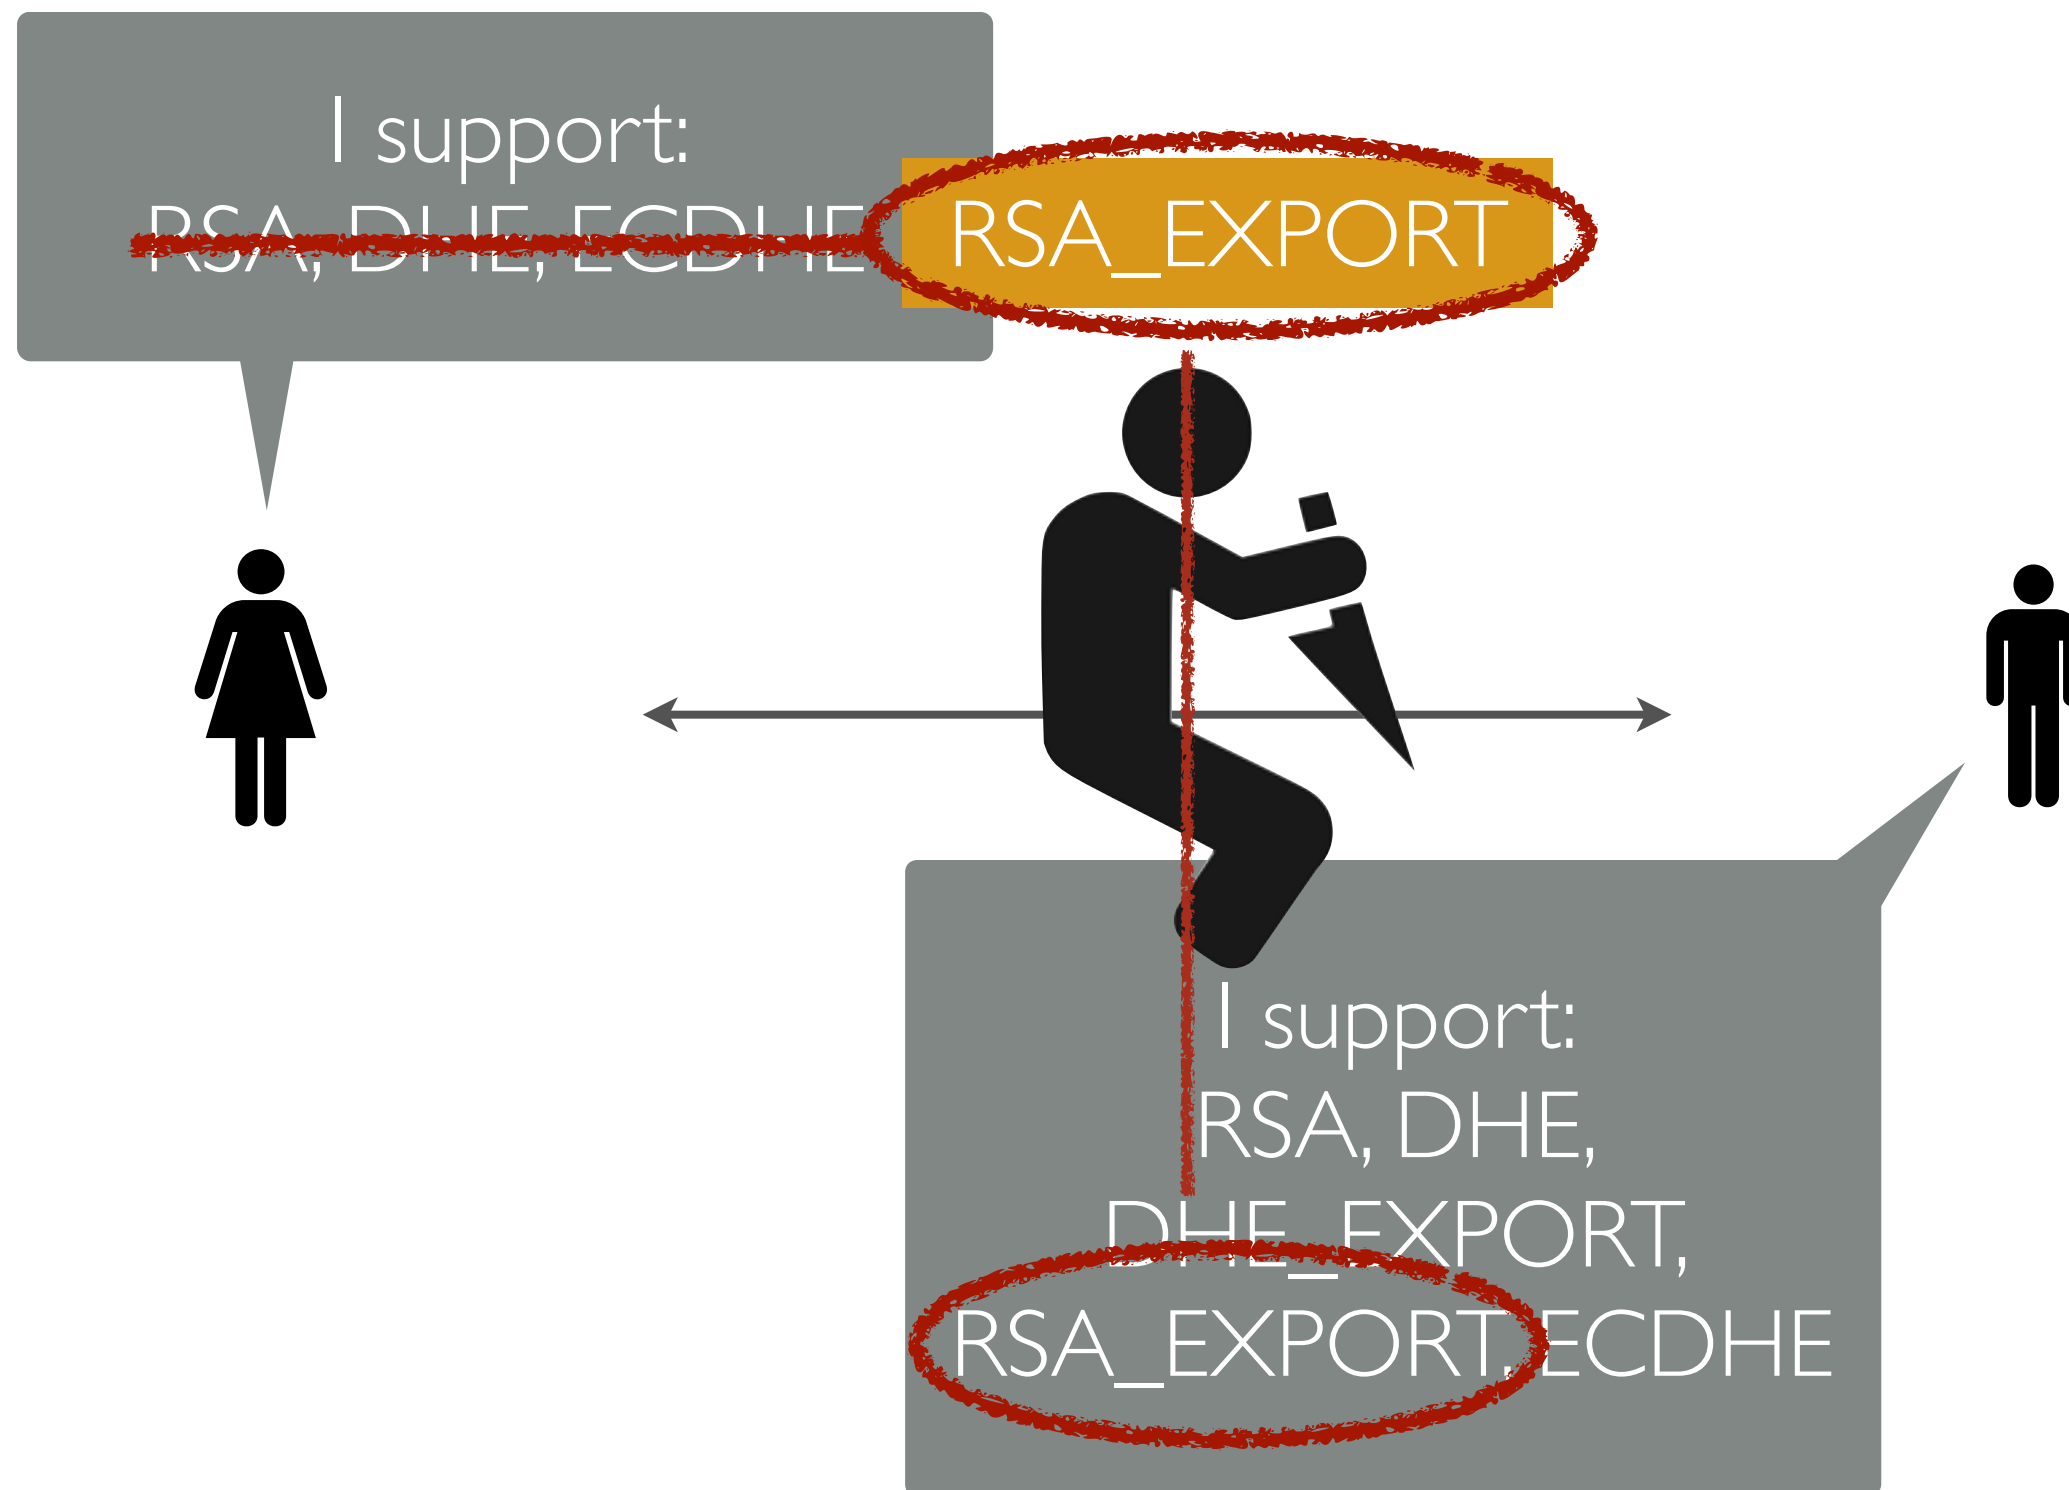 I support:
RSA, DHE, ECDHE RSA_EXPORT
I support:
RSA, DHE,
DHE_EXPORT,
RSA_EXPORT, ECDHE